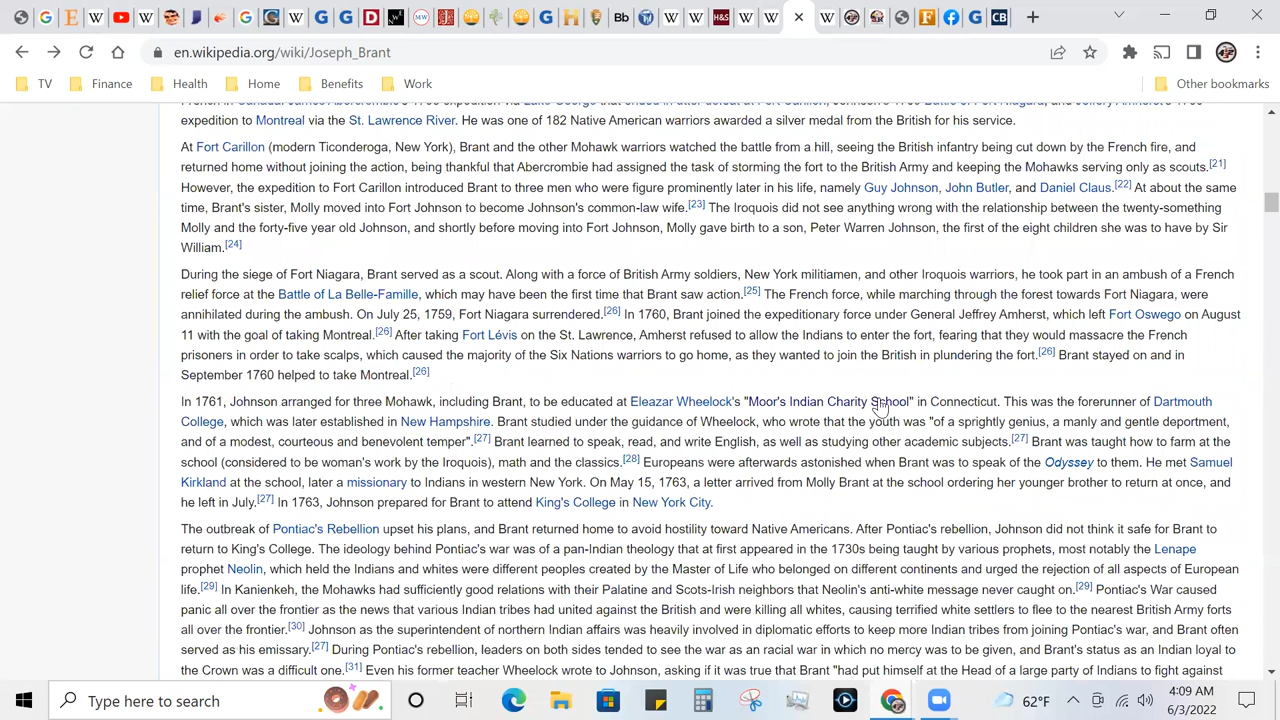 en.wikipedia.org/wiki/Joseph_Brant
TV Finance Health Home Benefits Work Other bookmarks
expedition to Montreal via the St. Lawrence River. He was one of 182 Native American warriors awarded a silver medal from the British for his service.
At Fort Carillon (modern Ticonderoga, New York), Brant and the other Mohawk warriors watched the battle from a hill, seeing the British infantry being cut down by the French fire, and
returned home without joining the action, being thankful that Abercrombie had assigned the task of storming the fort to the British Army and keeping the Mohawks serving only as scouts.[21]
However, the expedition to Fort Carillon introduced Brant to three men who were figure prominently later in his life, namely Guy Johnson, John Butler, and Daniel Claus.[22] At about the same
time, Brant's sister, Molly moved into Fort Johnson to become Johnson's common-law wife.[23] The Iroquois did not see anything wrong with the relationship between the twenty-something
Molly and the forty-five year old Johnson, and shortly before moving into Fort Johnson, Molly gave birth to a son, Peter Warren Johnson, the first of the eight children she was to have by Sir
William.[24]
During the siege of Fort Niagara, Brant served as a scout. Along with a force of British Army soldiers, New York militiamen, and other Iroquois warriors, he took part in an ambush of a French
relief force at the Battle of La Belle-Famille, which may have been the first time that Brant saw action.[25] The French force, while marching through the forest towards Fort Niagara, were
annihilated during the ambush. On July 25, 1759, Fort Niagara surrendered.[26] In 1760, Brant joined the expeditionary force under General Jeffrey Amherst, which left Fort Oswego on August
11 with the goal of taking Montreal.[26] After taking Fort Lévis on the St. Lawrence, Amherst refused to allow the Indians to enter the fort, fearing that they would massacre the French
prisoners in order to take scalps, which caused the majority of the Six Nations warriors to go home, as they wanted to join the British in plundering the fort.[26] Brant stayed on and in
September 1760 helped to take Montreal.[26]
In 1761, Johnson arranged for three Mohawk, including Brant, to be educated at Eleazar Wheelock's "Moor's Indian Charity School" in Connecticut. This was the forerunner of Dartmouth
College, which was later established in New Hampshire. Brant studied under the guidance of Wheelock, who wrote that the youth was "of a sprightly genius, a manly and gentle deportment,
and of a modest, courteous and benevolent temper".[27] Brant learned to speak, read, and write English, as well as studying other academic subjects.[27] Brant was taught how to farm at the
school (considered to be woman's work by the Iroquois), math and the classics.[28] Europeans were afterwards astonished when Brant was to speak of the Odyssey to them. He met Samuel
Kirkland at the school, later a missionary to Indians in western New York. On May 15, 1763, a letter arrived from Molly Brant at the school ordering her younger brother to return at once, and
he left in July.[27] In 1763, Johnson prepared for Brant to attend King's College in New York City.
The outbreak of Pontiac's Rebellion upset his plans, and Brant returned home to avoid hostility toward Native Americans. After Pontiac's rebellion, Johnson did not think it safe for Brant to
return to King's College. The ideology behind Pontiac's war was of a pan-Indian theology that at first appeared in the 1730s being taught by various prophets, most notably the Lenape
prophet Neolin, which held the Indians and whites were different peoples created by the Master of Life who belonged on different continents and urged the rejection of all aspects of European
life.[29] In Kanienkeh, the Mohawks had sufficiently good relations with their Palatine and Scots-Irish neighbors that Neolin's anti-white message never caught on.[29] Pontiac's War caused
panic all over the frontier as the news that various Indian tribes had united against the British and were killing all whites, causing terrified white settlers to flee to the nearest British Army forts
all over the frontier.[30] Johnson as the superintendent of northern Indian affairs was heavily involved in diplomatic efforts to keep more Indian tribes from joining Pontiac's war, and Brant often
served as his emissary.[27] During Pontiac's rebellion, leaders on both sides tended to see the war as an racial war in which no mercy was to be given, and Brant's status as an Indian loyal to
the Crown was a difficult one.[31] Even his former teacher Wheelock wrote to Johnson, asking if it was true that Brant "had put himself at the Head of a large party of Indians to fight against
Type here to search
62°F
4:09 AM
6/3/2022